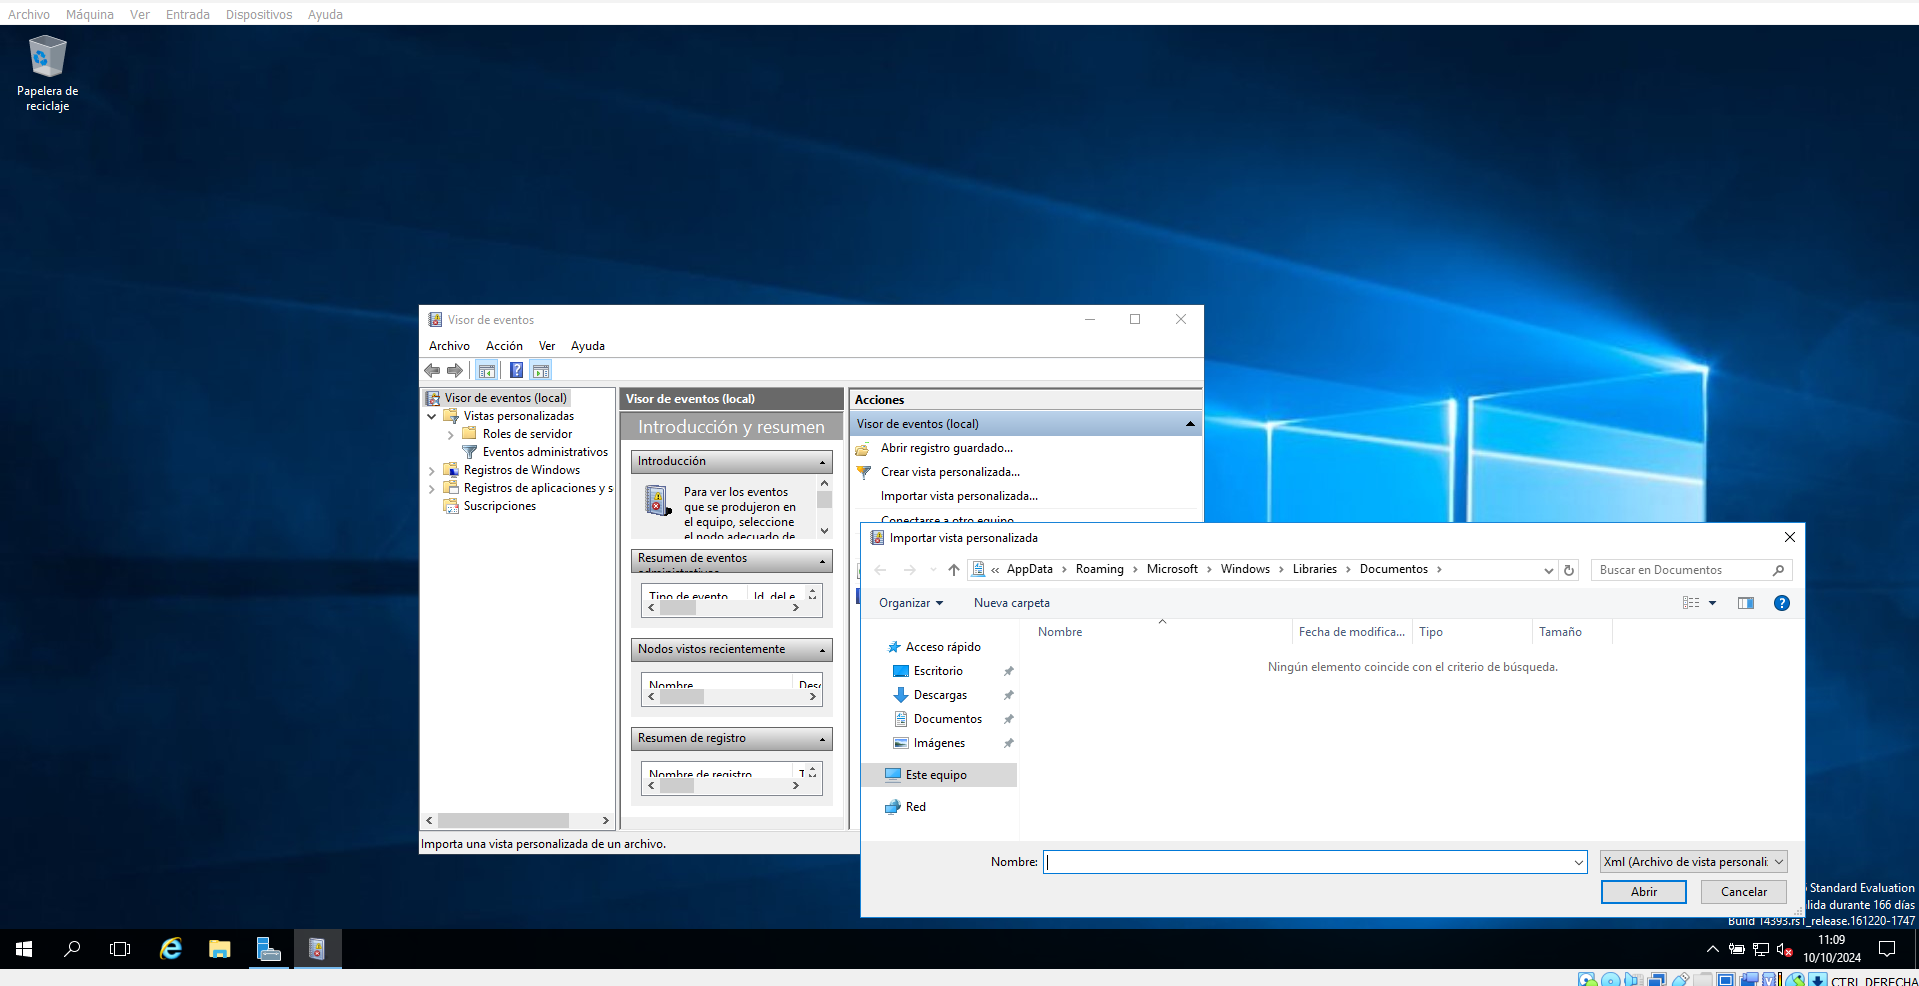 Archivo Máquina Ver Entrada Dispositivos Ayuda
Papelera de
reciclaje
Visor de eventos
Archivo Acción Ver Ayuda
Visor de eventos (local)
Vistas personalizadas
Roles de servidor
Eventos administrativos
Registros de Windows
Registros de aplicaciones y s
Suscripciones
Visor de eventos (local)
Introducción y resumen
Introducción
Para ver los eventos
que se produjeron en
el equipo, seleccione
el nodo adecuado de
Resumen de eventos
administrativos
Tipo de evento Id. del e
Nodos vistos recientemente
Nombre Desc
Resumen de registro
Nombre de registro T
Acciones
Visor de eventos (local)
Abrir registro guardado...
Crear vista personalizada...
Importar vista personalizada...
Conectarse a otro equipo
Importa una vista personalizada de un archivo.
Importar vista personalizada
« AppData > Roaming > Microsoft > Windows > Libraries > Documentos >
Buscar en Documentos
Organizar Nueva carpeta
Acceso rápido
Escritorio
Descargas
Documentos
Imágenes
Este equipo
Red
Nombre Fecha de modifica... Tipo Tamaño
Ningún elemento coincide con el criterio de búsqueda.
Nombre:
Xml (Archivo de vista personali:
Abrir Cancelar
Standard Evaluation
lida durante 166 días
Build 14393.rs1_release.161220-1747
11:09
10/10/2024
CTRL DERECHA